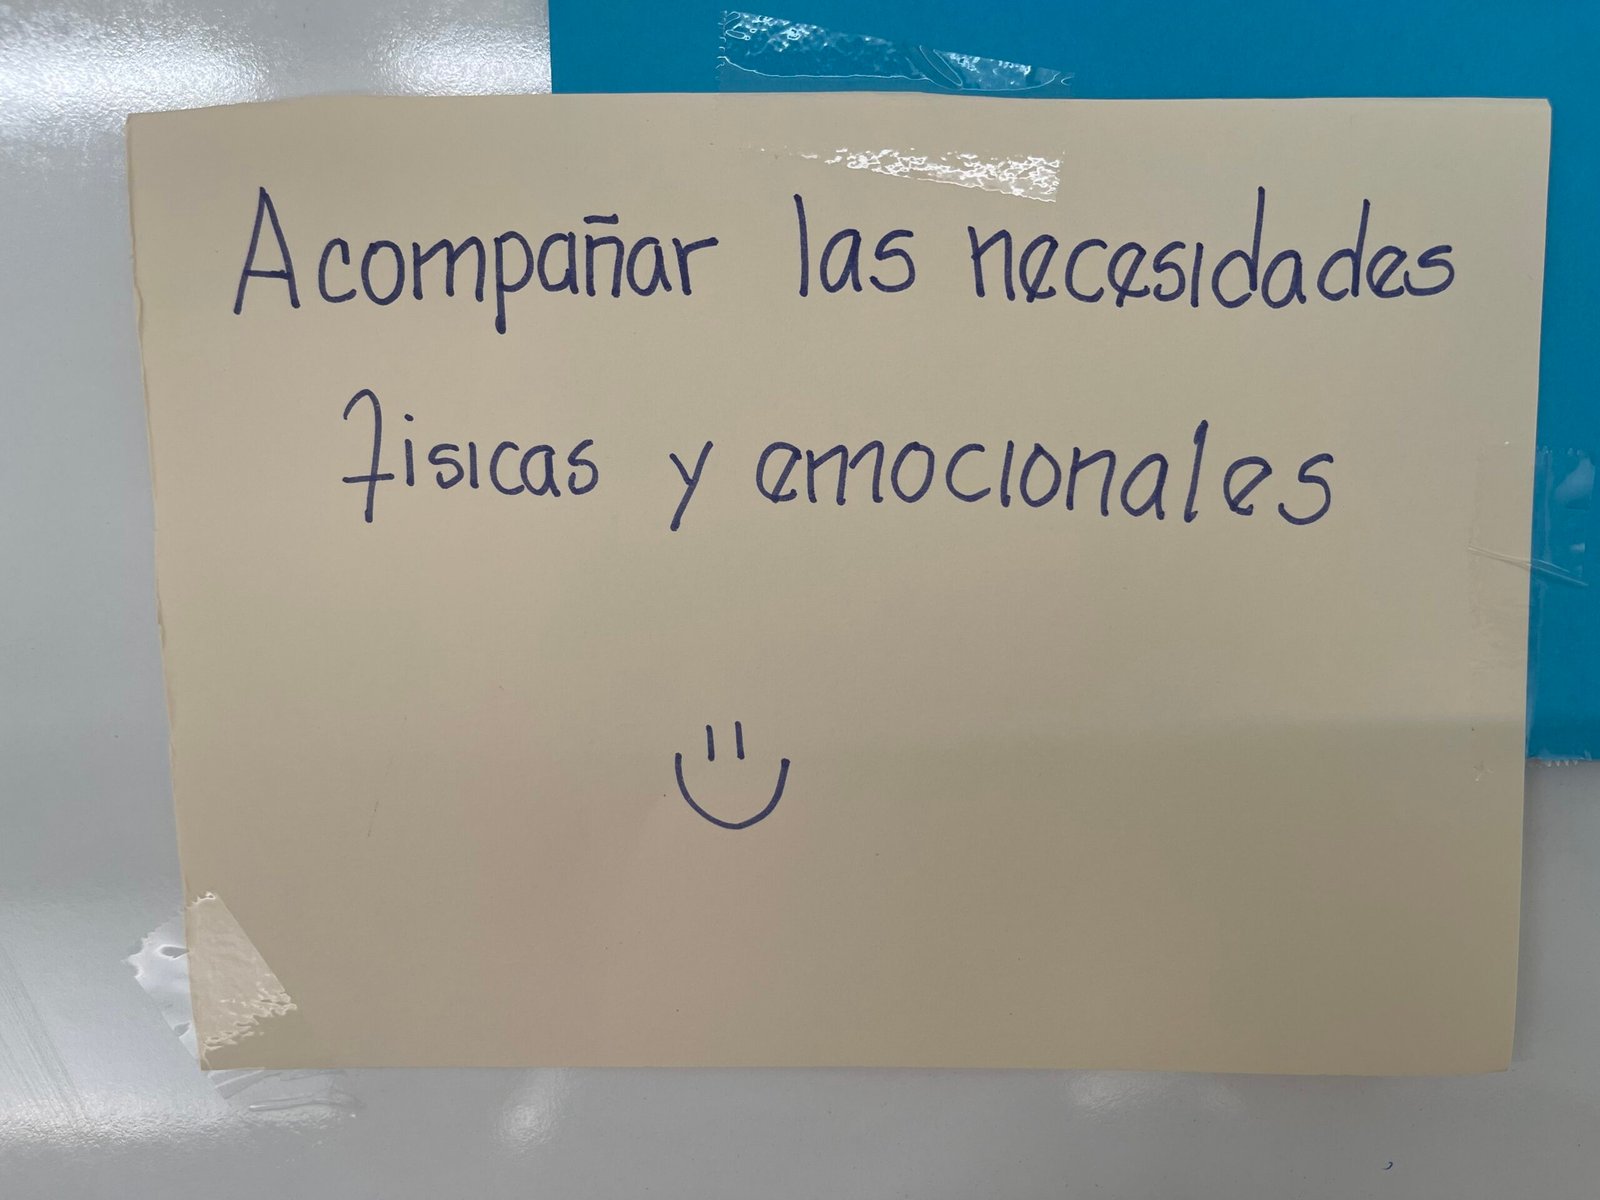 Acompañar las necesidades
fisicas y emocionales